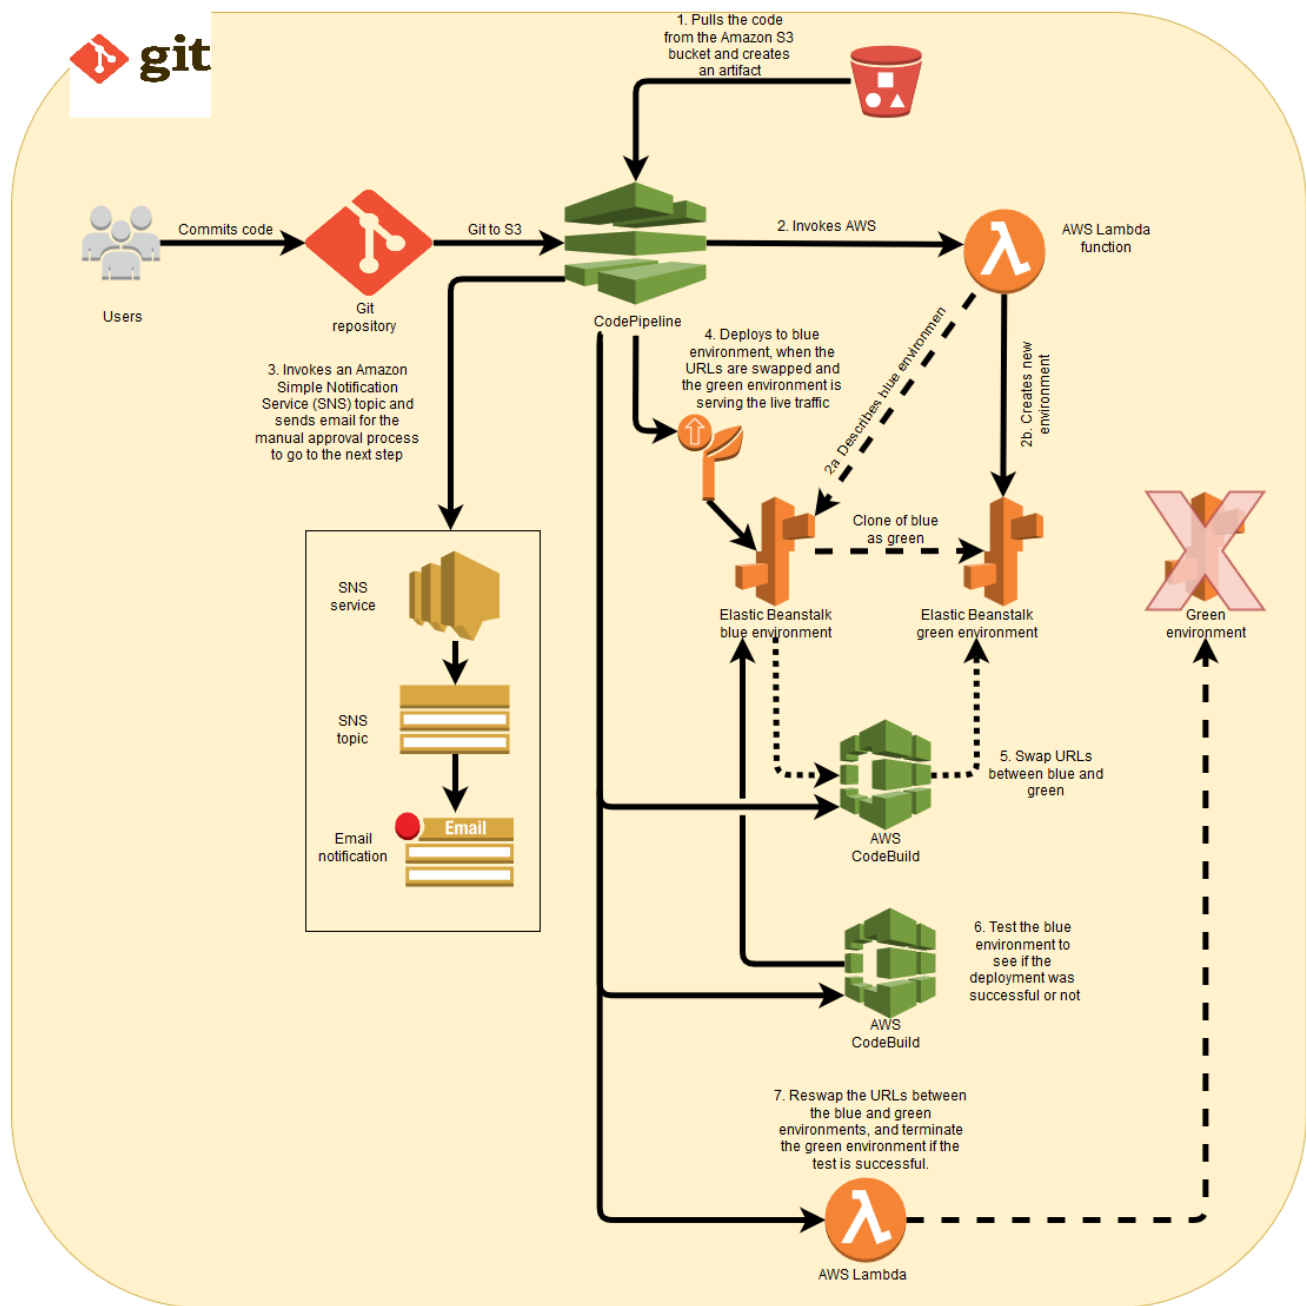 git
1. Pulls the code
from the Amazon S3
bucket and creates
an artifact
Commits code
Git to S3
2. Invokes AWS
AWS Lambda
function
Users
Git
repository
CodePipeline
3. Invokes an Amazon
Simple Notification
Service (SNS) topic and
sends email for the
manual approval process
to go to the next step
4. Deploys to blue
environment, when the
URLs are swapped and
the green environment is
serving the live traffic
2a Describes blue environmen
2b. Creates new
environment
Clone of blue
as green
Elastic Beanstalk
blue environment
Elastic Beanstalk
green environment
Green
environment
SNS
service
SNS
topic
Email
notification
Email
5. Swap URLs
between blue and
green
AWS
CodeBuild
6. Test the blue
environment to
see if the
deployment was
successful or not
AWS
CodeBuild
7. Reswap the URLs between
the blue and green
environments, and terminate
the green environment if the
test is successful.
AWS Lambda